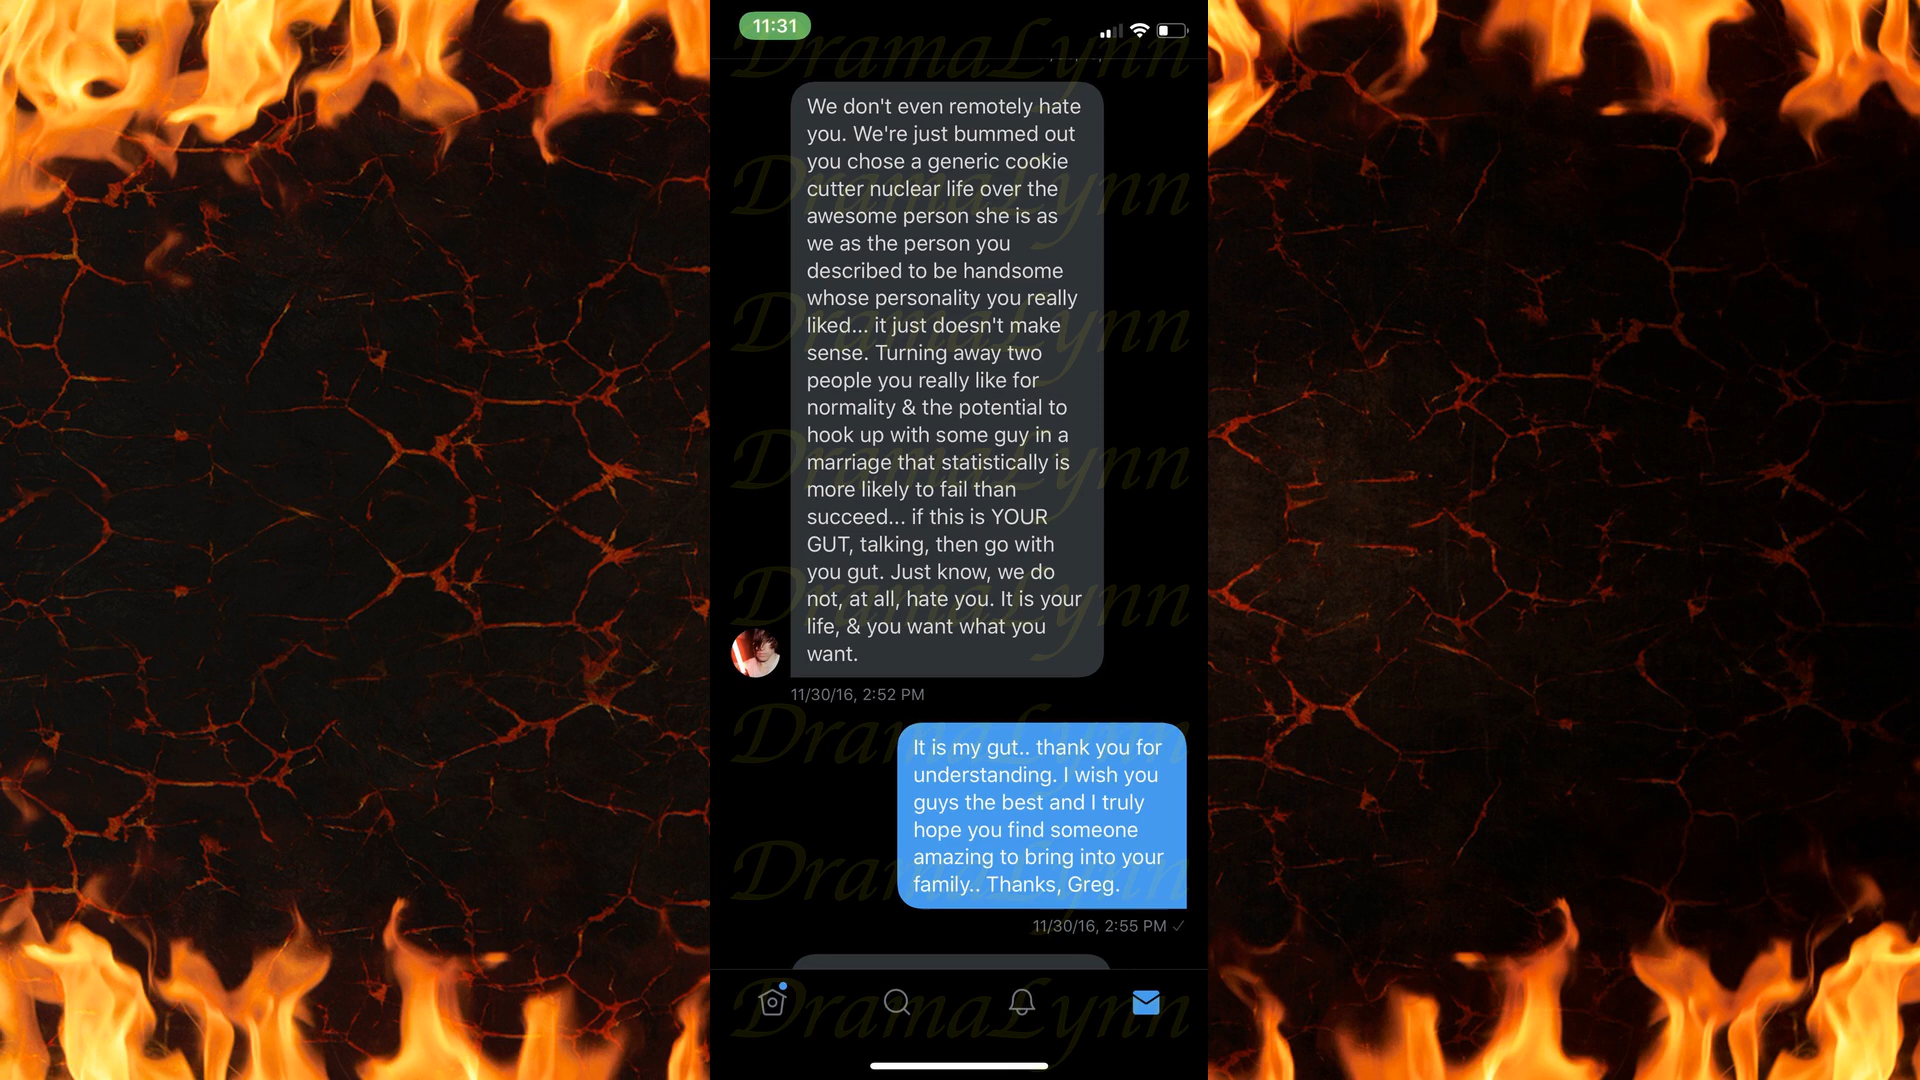 11:31
We don't even remotely hate
you. We're just bummed out
you chose a generic cookie
cutter nuclear life over the
awesome person she is as
we as the person you
described to be handsome
whose personality you really
liked... it just doesn't make
sense. Turning away two
people you really like for
normality & the potential to
hook up with some guy in a
marriage that statistically is
more likely to fail than
succeed... if this is YOUR
GUT, talking, then go with
you gut. Just know, we do
not, at all, hate you. It is your
life, & you want what you
want.
11/30/16, 2:52 PM
It is my gut.. thank you for
understanding. I wish you
guys the best and I truly
hope you find someone
amazing to bring into your
family.. Thanks, Greg.
11/30/16, 2:55 PM
DramaLynn
DramaLynn
DramaLynn
DramaLynn
DramaLynn
DramaLynn
DramaLynn
DramaLynn